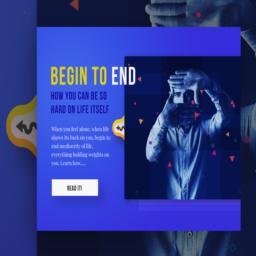 BEGIN TO END
HOW YOU CAN BE SO
HARD ON LIFE ITSELF
When you feel alone, when life
shows its back on you, begin to
end mediocrity of life,
everything holding weights on
you. Learn how.....
READ IT!